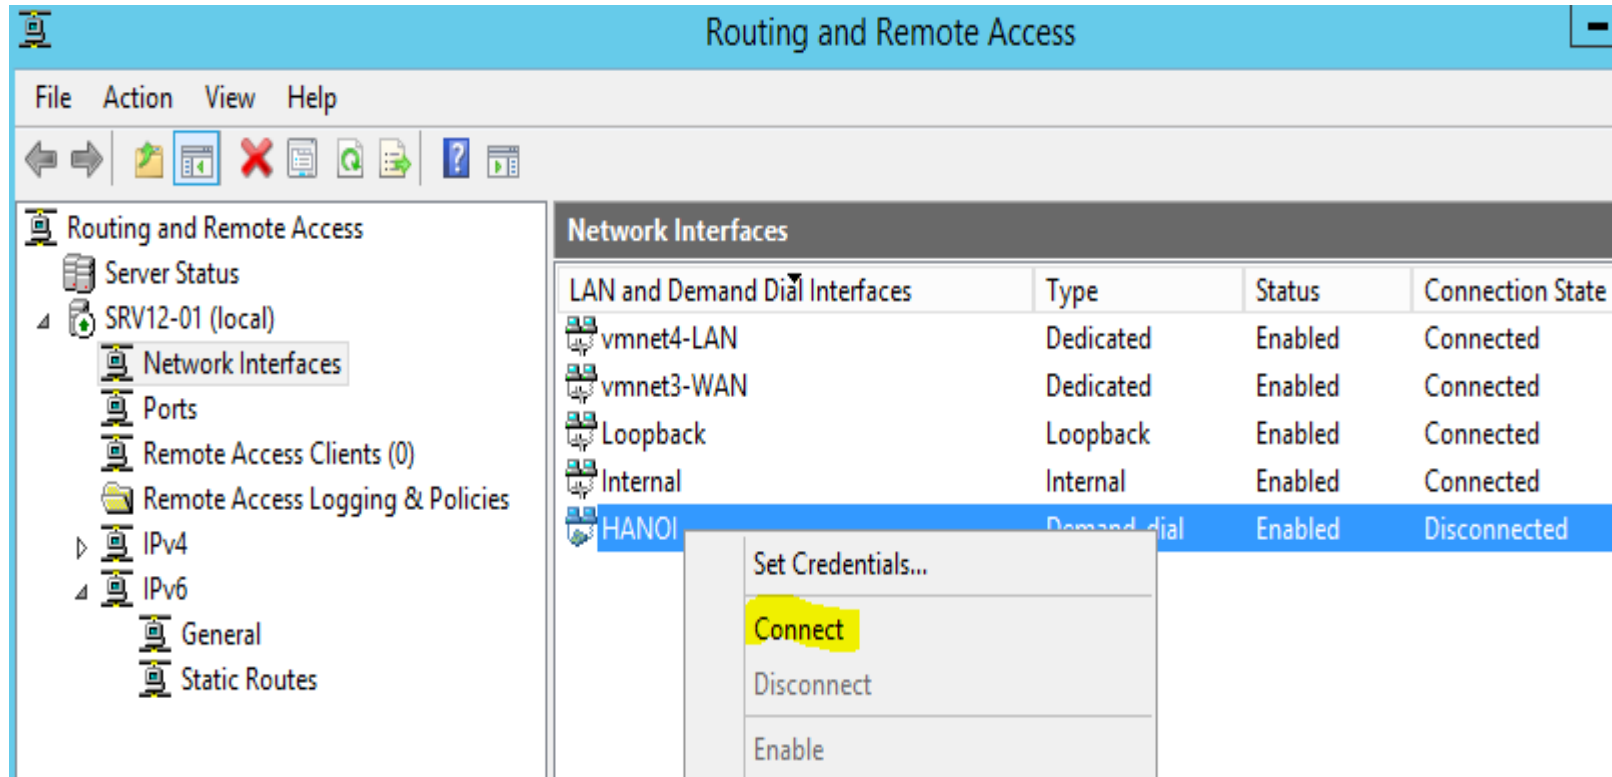 Routing and Remote Access
File Action View Help
Routing and Remote Access
Server Status
SRV12-01 (local)
Network Interfaces
Ports
Remote Access Clients (0)
Remote Access Logging & Policies
IPv4
IPv6
General
Static Routes
Network Interfaces
LAN and Demand Dial Interfaces Type Status Connection State
vmnet4-LAN Dedicated Enabled Connected
vmnet3-WAN Dedicated Enabled Connected
Loopback Loopback Enabled Connected
Internal Internal Enabled Connected
HANOI Demand-dial Enabled Disconnected
Set Credentials...
Connect
Disconnect
Enable